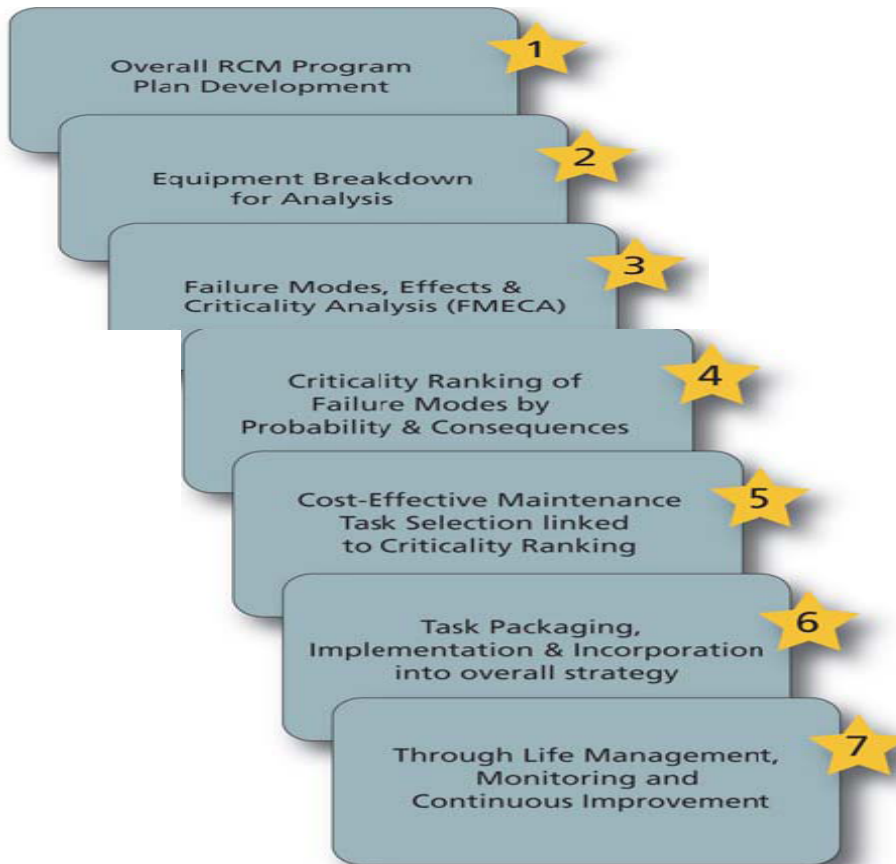 1
Overall RCM Program
Plan Development
2
Equipment Breakdown
for Analysis
3
Failure Modes, Effects &
Criticality Analysis (FMECA)
4
Criticality Ranking of
Failure Modes by
Probability & Consequences
5
Cost-Effective Maintenance
Task Selection linked
to Criticality Ranking
6
Task Packaging,
Implementation & Incorporation
into overall strategy
7
Through Life Management,
Monitoring and
Continuous Improvement